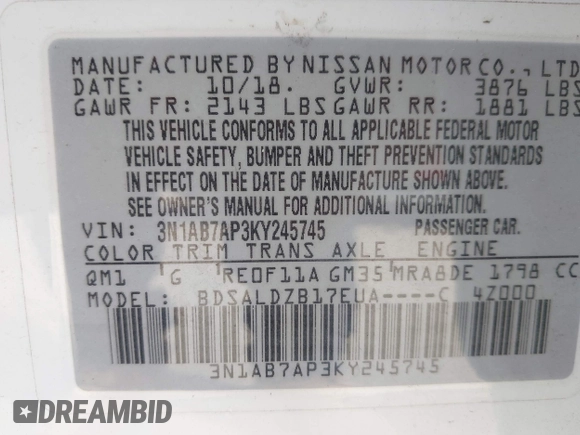 MANUFACTURED BY NISSAN MOTOR CO., LTD
DATE: 10/18. GVWR: 3876 LBS
GAWR FR: 2143 LBS GAWR RR: 1881 LBS
THIS VEHICLE CONFORMS TO ALL APPLICABLE FEDERAL MOTOR
VEHICLE SAFETY, BUMPER AND THEFT PREVENTION STANDARDS
IN EFFECT ON THE DATE OF MANUFACTURE SHOWN ABOVE.
SEE OWNER'S MANUAL FOR ADDITIONAL INFORMATION.
VIN: 3N1AB7AP3KY245745 PASSENGER CAR.
COLOR TRIM TRANS AXLE ENGINE
QM1 G RE0F11A GM35 MRA8DE 1798 CC
MODEL: BDSALDZB17EUA----C 4Z000
3N1AB7AP3KY245745
AUTOBIDHISTORY